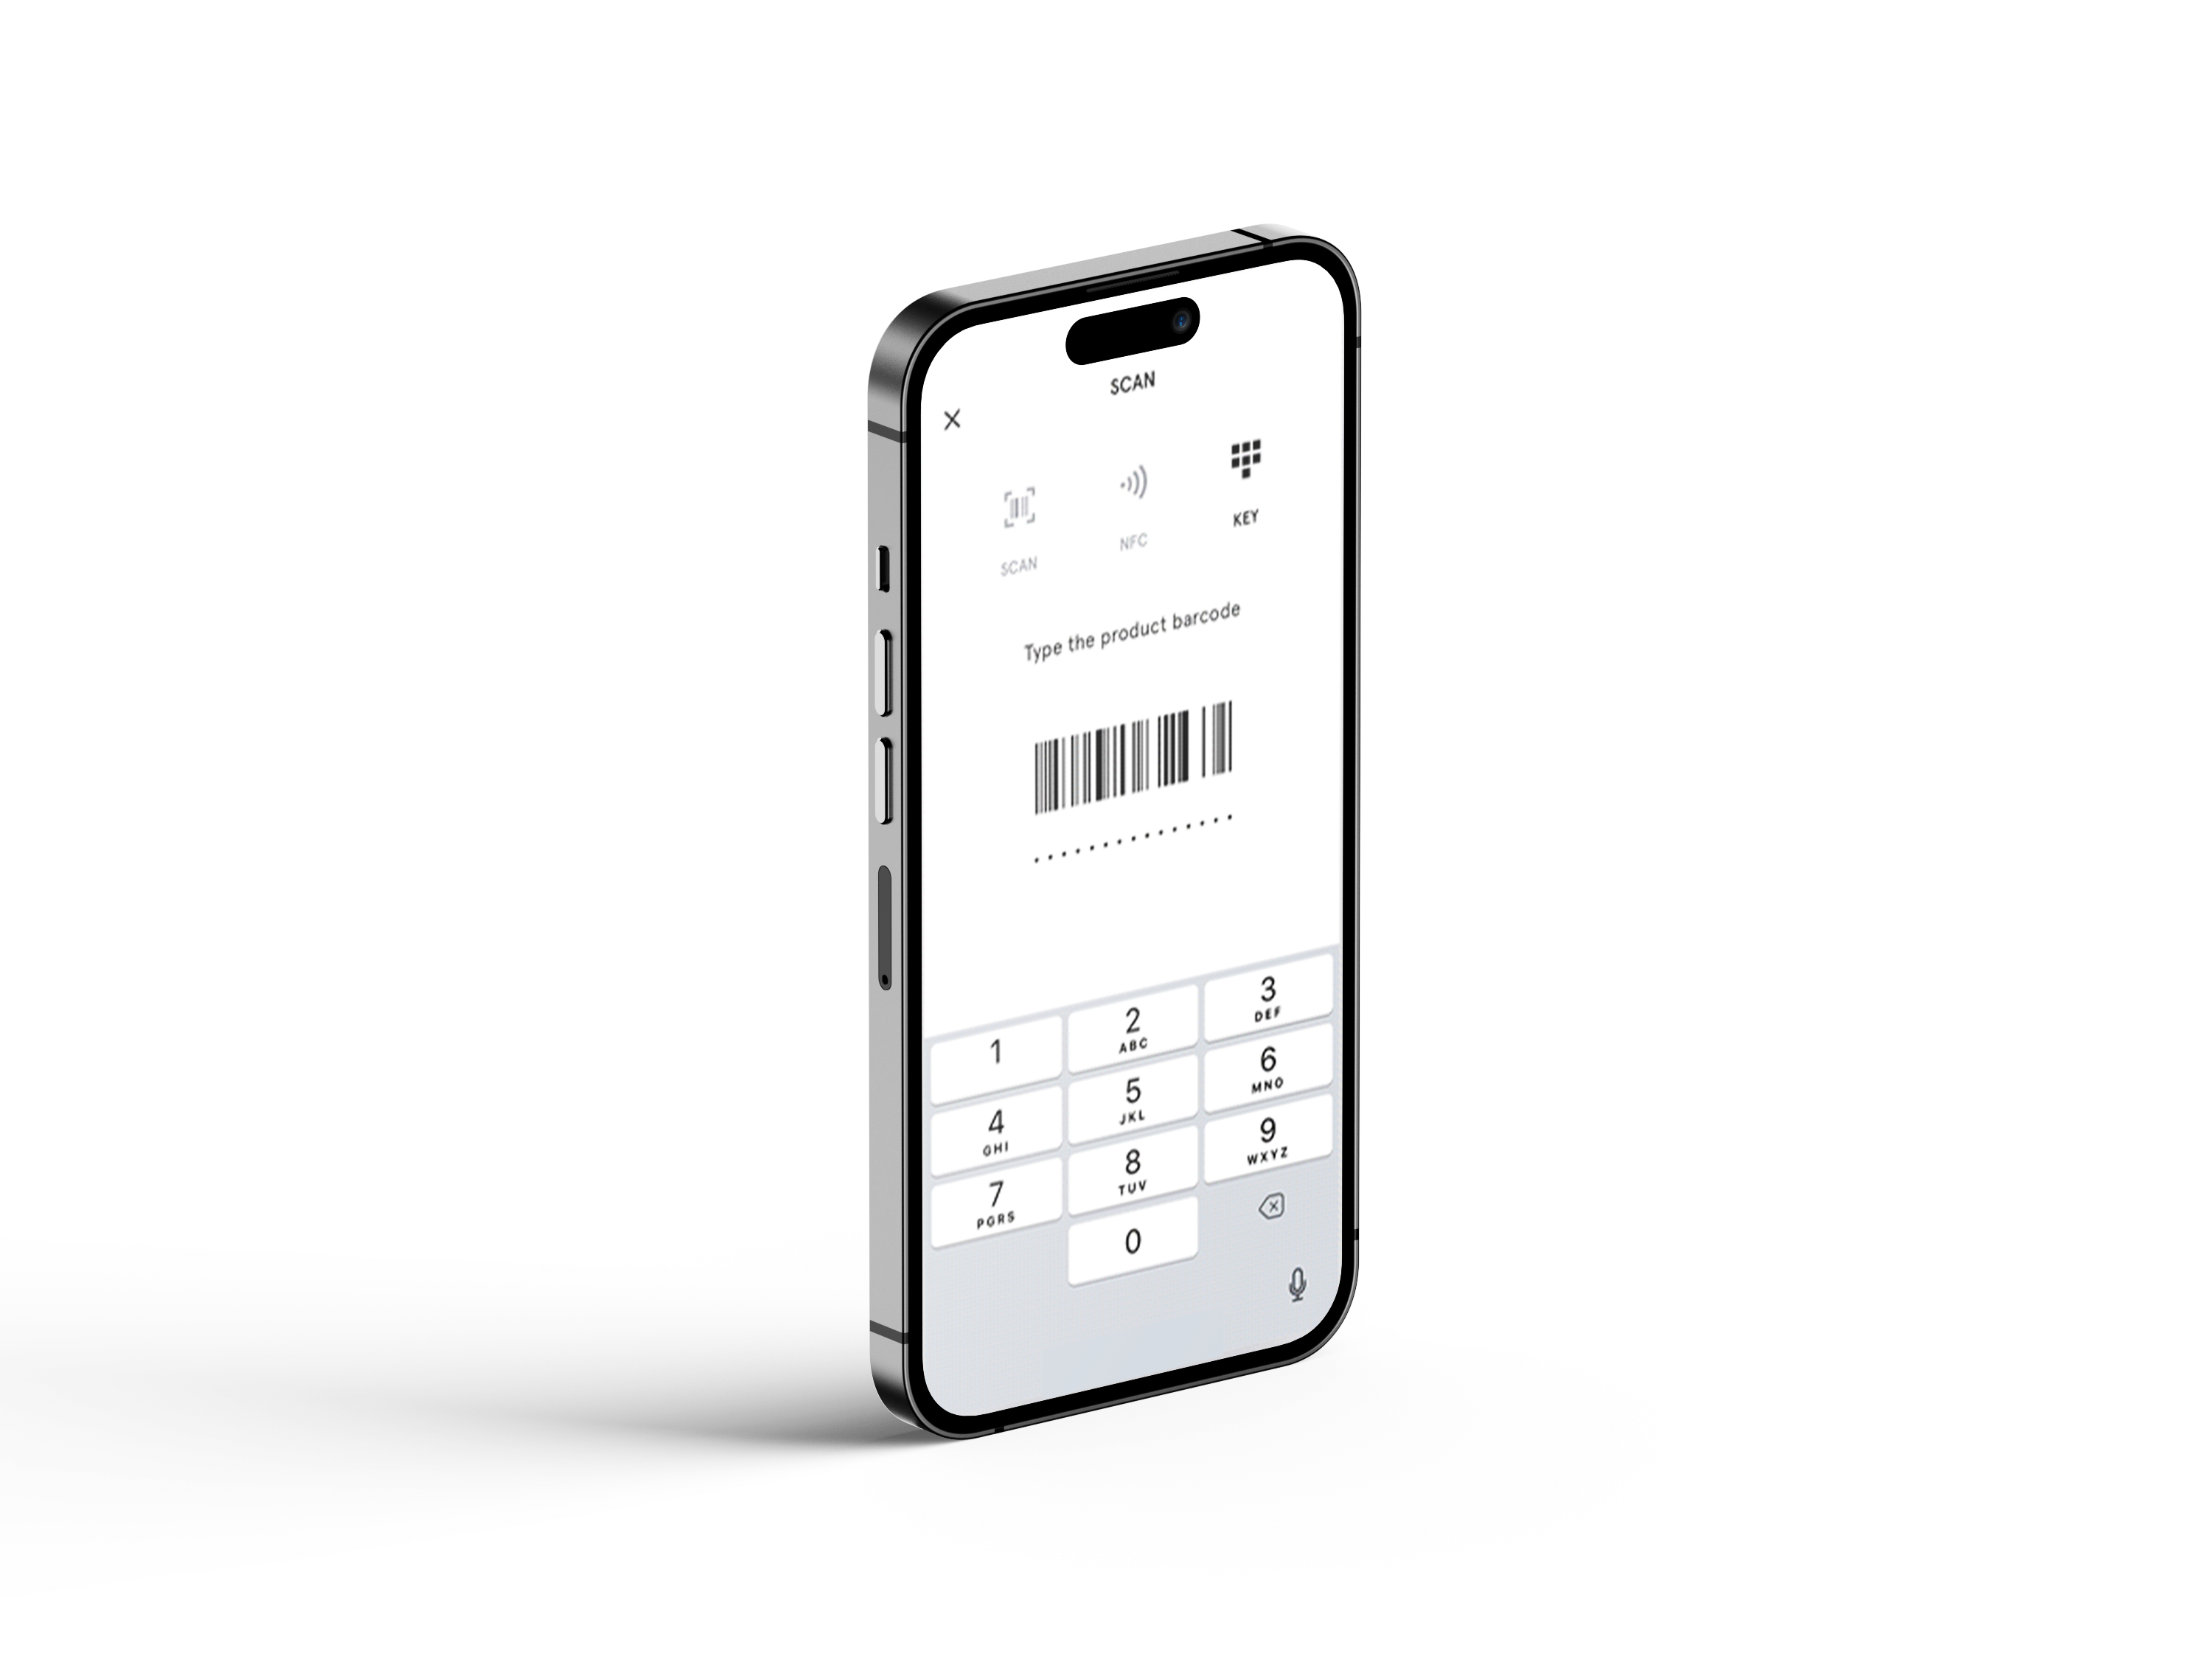 SCAN
SCAN
NFC
KEY
Type the product barcode
1
2
ABC
3
DEF
4
GHI
5
JKL
6
MNO
7
PQRS
8
TUV
9
WXYZ
0